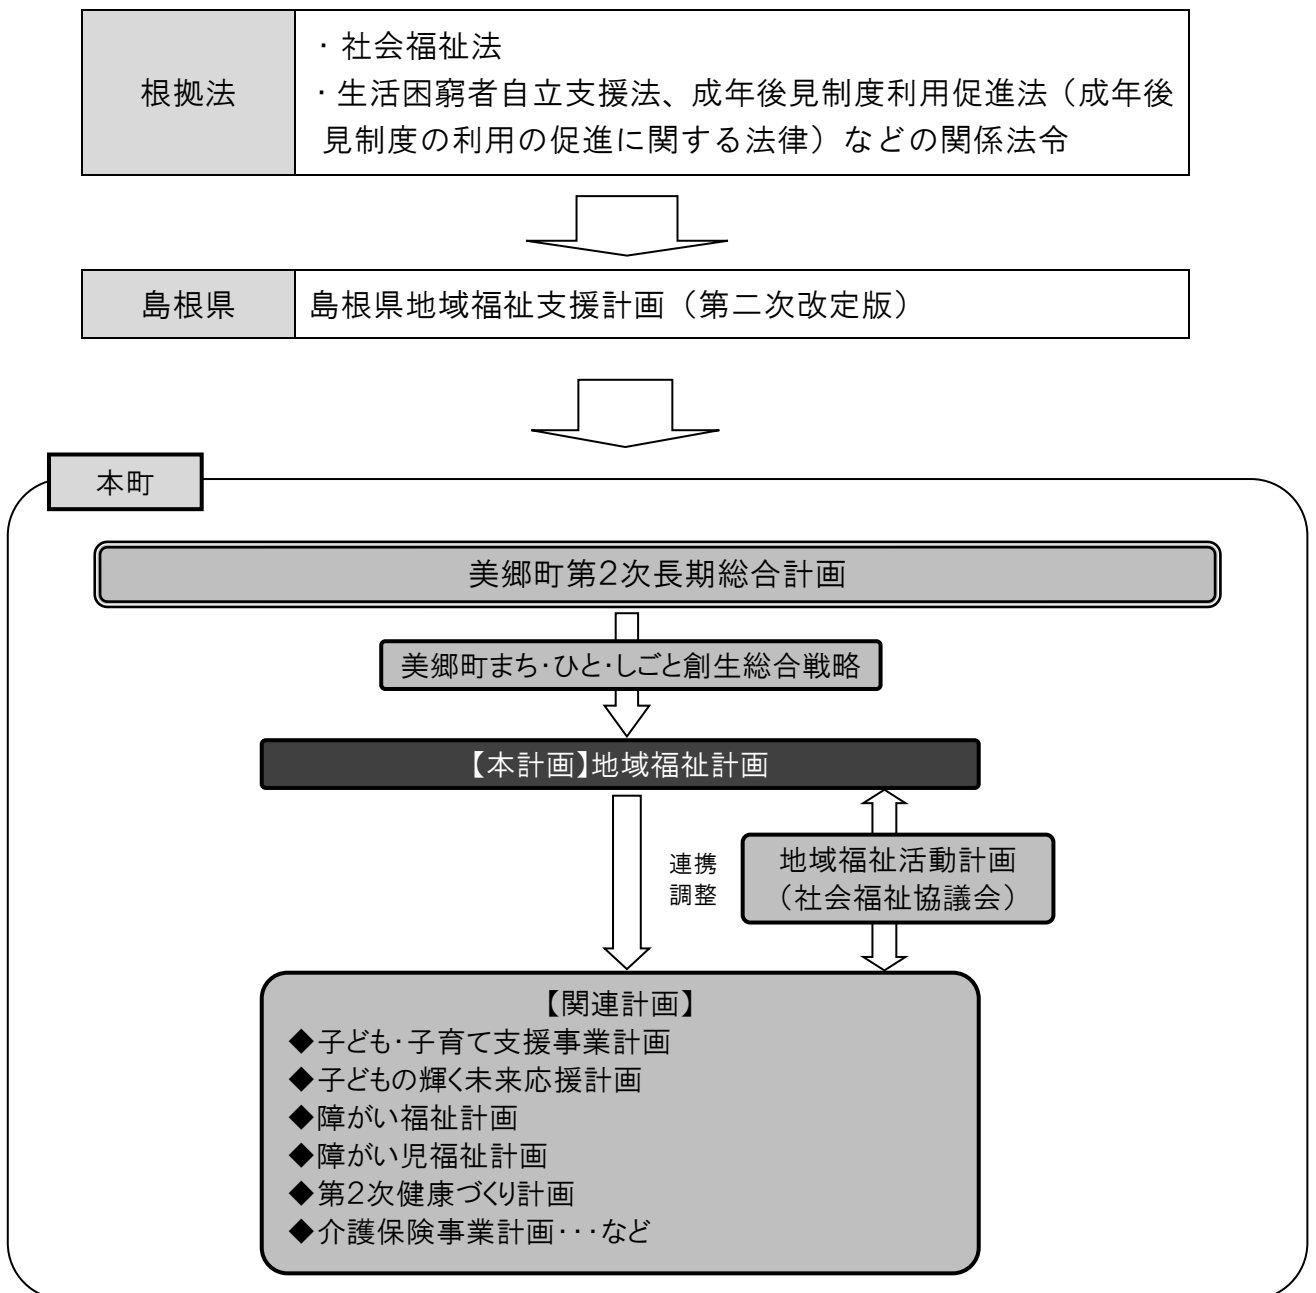 根拠法
・社会福祉法
・生活困窮者自立支援法、成年後見制度利用促進法（成年後
見制度の利用の促進に関する法律）などの関係法令
島根県
島根県地域福祉支援計画（第二次改定版）
本町
美郷町第2次長期総合計画
美郷町まち・ひと・しごと創生総合戦略
【本計画】地域福祉計画
連携
調整
地域福祉活動計画
（社会福祉協議会）
【関連計画】
◆子ども・子育て支援事業計画
◆子どもの輝く未来応援計画
◆障がい福祉計画
◆障がい児福祉計画
◆第2次健康づくり計画
◆介護保険事業計画・・・など